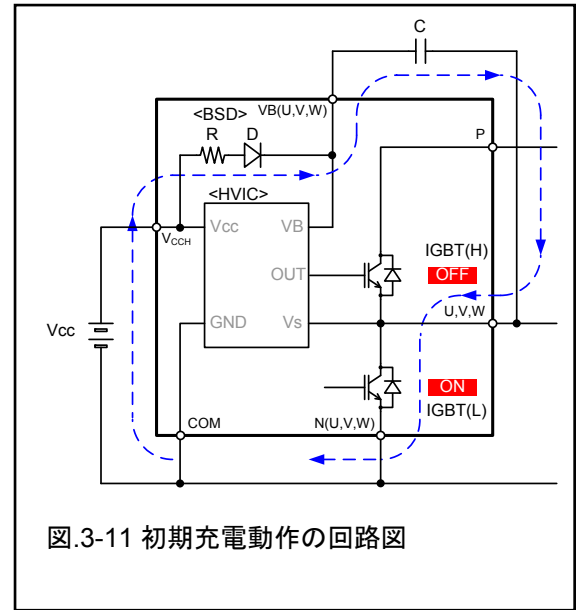 C
<BSD>
VB(U,V,W)
R
D
P
<HVIC>
VCCH
Vcc
VB
IGBT(H)
OUT
OFF
U,V,W
Vcc
GND
Vs
ON
IGBT(L)
COM
N(U,V,W)
図.3-11 初期充電動作の回路図